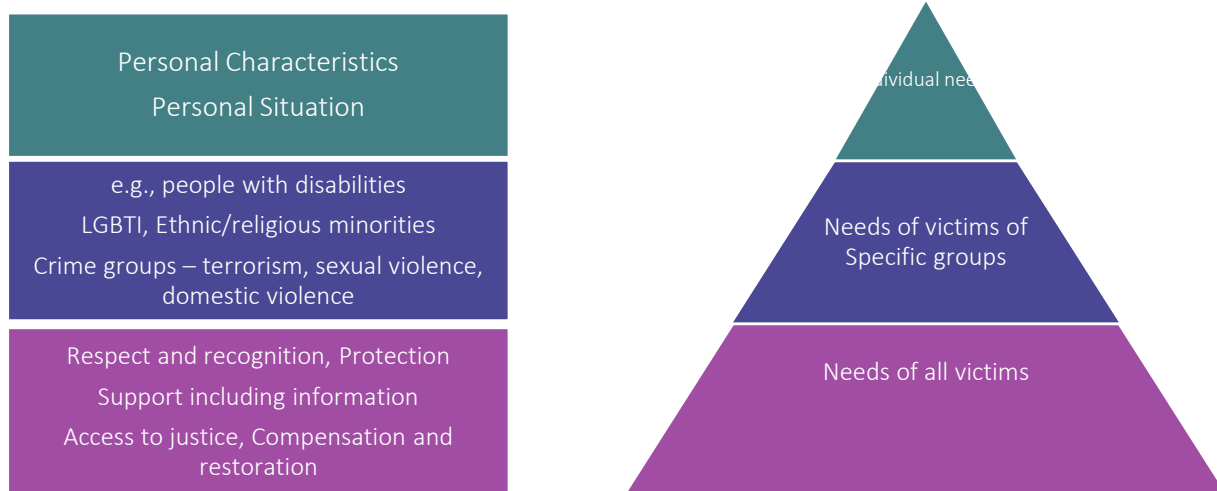 Personal Characteristics
Personal Situation
e.g., people with disabilities
LGBTI, Ethnic/religious minorities
Crime groups – terrorism, sexual violence,
domestic violence
Respect and recognition, Protection
Support including information
Access to justice, Compensation and
restoration
Needs of victims of
Specific groups
Needs of all victims